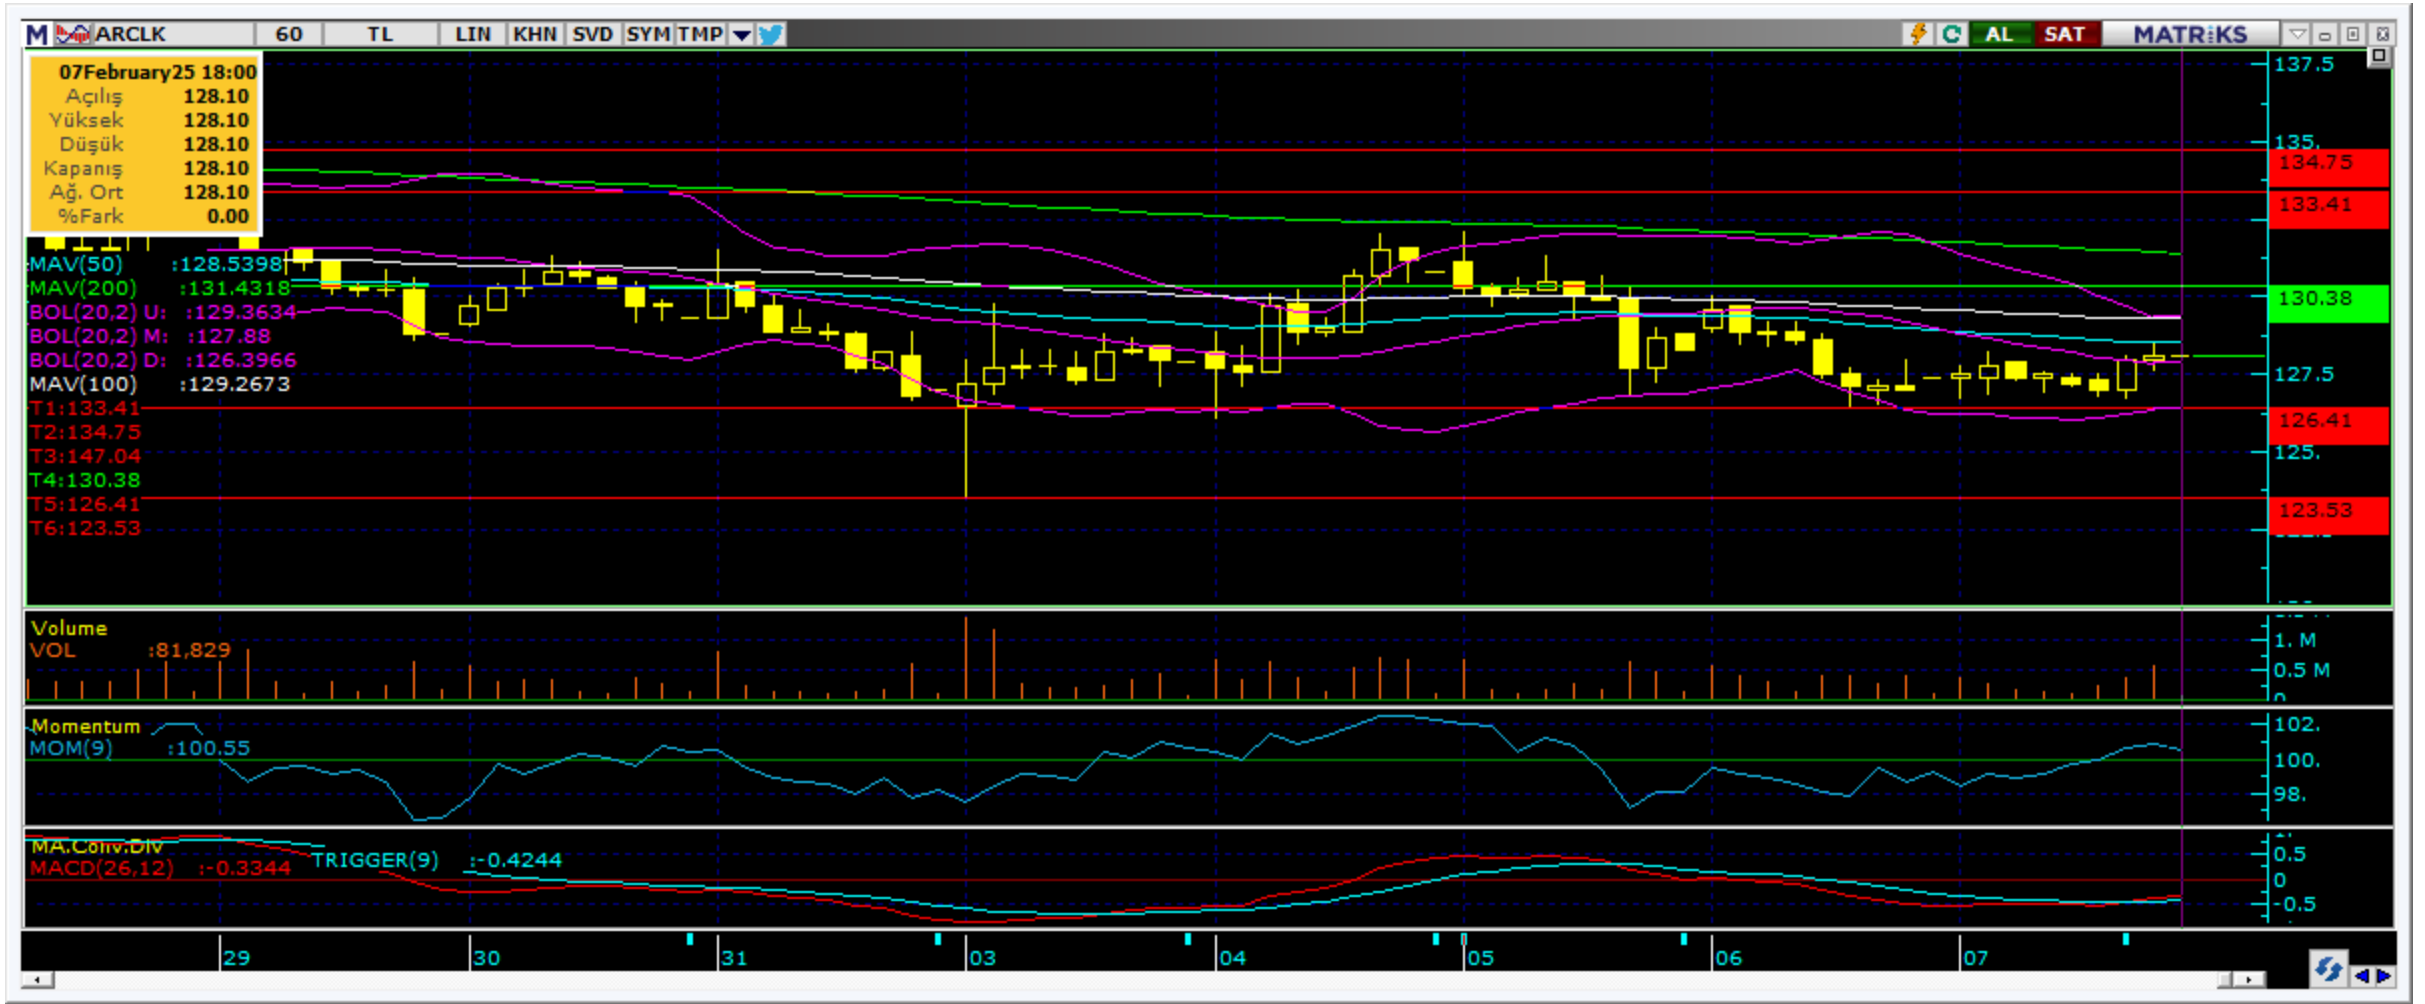 M ARCLK 60 TL LIN KHN SVD SYM TMP C AL SAT MATRİKS
07February25 18:00
Açılış 128.10
Yüksek 128.10
Düşük 128.10
Kapanış 128.10
Ağ. Ort 128.10
%Fark 0.00
MAV(50) :128.5398
MAV(200) :131.4318
BOL(20,2) U: :129.3634
BOL(20,2) M: :127.88
BOL(20,2) D: :126.3966
MAV(100) :129.2673
T1:133.41
T2:134.75
T3:147.04
T4:130.38
T5:126.41
T6:123.53
137.5
135.
134.75
133.41
130.38
127.5
126.41
125.
123.53
Volume
VOL :81,829
1. M
0.5 M
0
Momentum
MOM(9) :100.55
102.
100.
98.
MA.Conv.Div
MACD(26,12) :-0.3344 TRIGGER(9) :-0.4244
0.5
0
-0.5
29 30 31 03 04 05 06 07